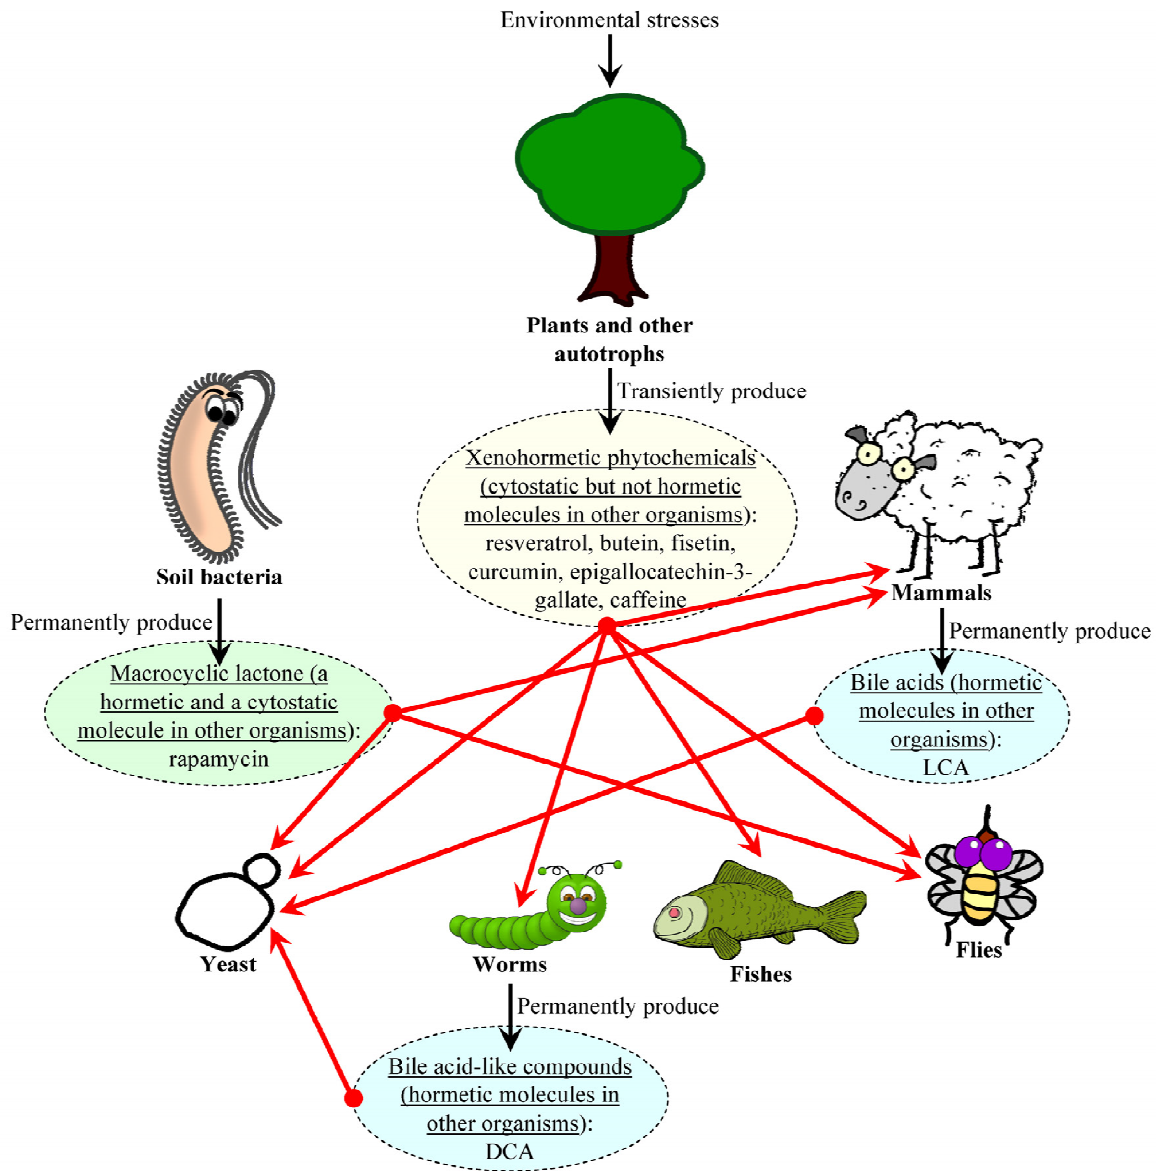 Environmental stresses
Plants and other
autotrophs
Transiently produce
Xenohormetic phytochemicals
(cytostatic but not hormetic
molecules in other organisms):
resveratrol, butein, fisetin,
curcumin, epigallocatechin-3-
gallate, caffeine
Soil bacteria
Permanently produce
Macrocyclic lactone (a
hormetic and a cytostatic
molecule in other organisms):
rapamycin
Mammals
Permanently produce
Bile acids (hormetic
molecules in other
organisms):
LCA
Yeast
Worms
Fishes
Flies
Permanently produce
Bile acid-like compounds
(hormetic molecules in
other organisms):
DCA